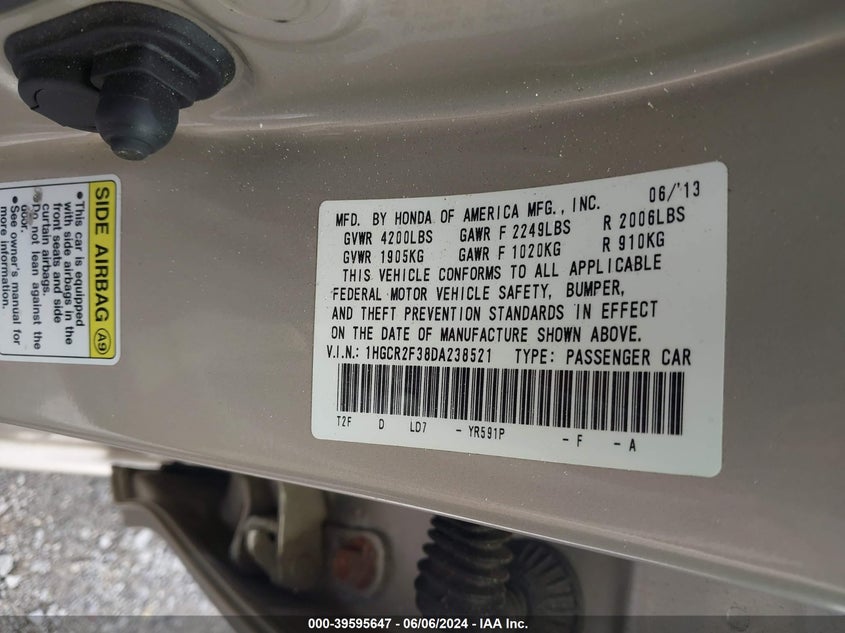 SIDE AIRBAG A9
• This car is equipped
with side airbags in the
front seats and side
curtain airbags.
• Do not lean against the
door.
• See owner's manual for
more information.
MFD. BY HONDA OF AMERICA MFG., INC. 06/'13
GVWR 4200LBS GAWR F 2249LBS R 2006LBS
GVWR 1905KG GAWR F 1020KG R 910KG
THIS VEHICLE CONFORMS TO ALL APPLICABLE
FEDERAL MOTOR VEHICLE SAFETY, BUMPER,
AND THEFT PREVENTION STANDARDS IN EFFECT
ON THE DATE OF MANUFACTURE SHOWN ABOVE.
V.I.N.: 1HGCR2F38DA238521 TYPE: PASSENGER CAR
T2F D LD7 - YR591P - F - A
000-39595647 - 06/06/2024 - IAA Inc.